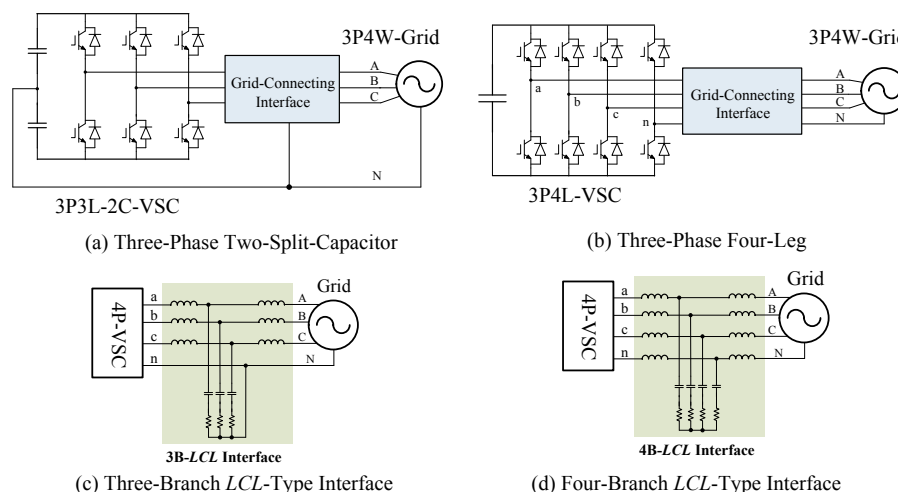 3P4W-Grid
Grid-Connecting
Interface
A
B
C
N
3P3L-2C-VSC
(a) Three-Phase Two-Split-Capacitor
3P4W-Grid
a
b
c
n
Grid-Connecting
Interface
A
B
C
N
3P4L-VSC
(b) Three-Phase Four-Leg
4P-VSC
a
b
c
n
Grid
A
B
C
N
3B-LCL Interface
(c) Three-Branch LCL-Type Interface
4P-VSC
a
b
c
n
Grid
A
B
C
N
4B-LCL Interface
(d) Four-Branch LCL-Type Interface